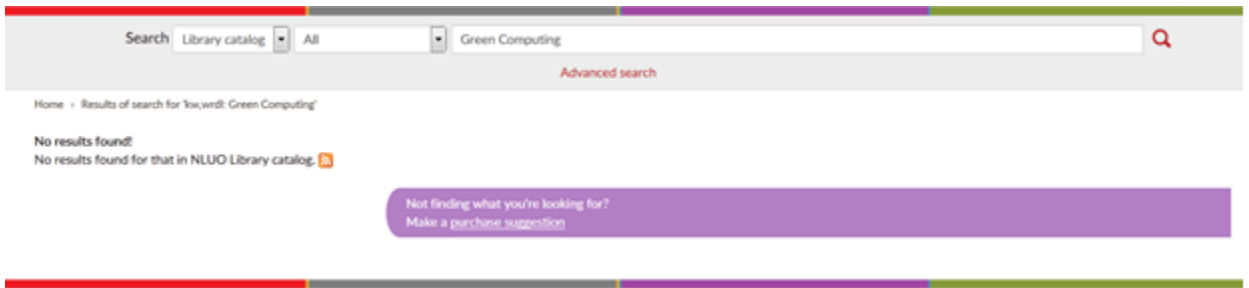 Search Library catalog All Green Computing
Advanced search
Home › Results of search for 'kw,wrdl: Green Computing'
No results found!
No results found for that in NLUO Library catalog.
Not finding what you're looking for?
Make a purchase suggestion